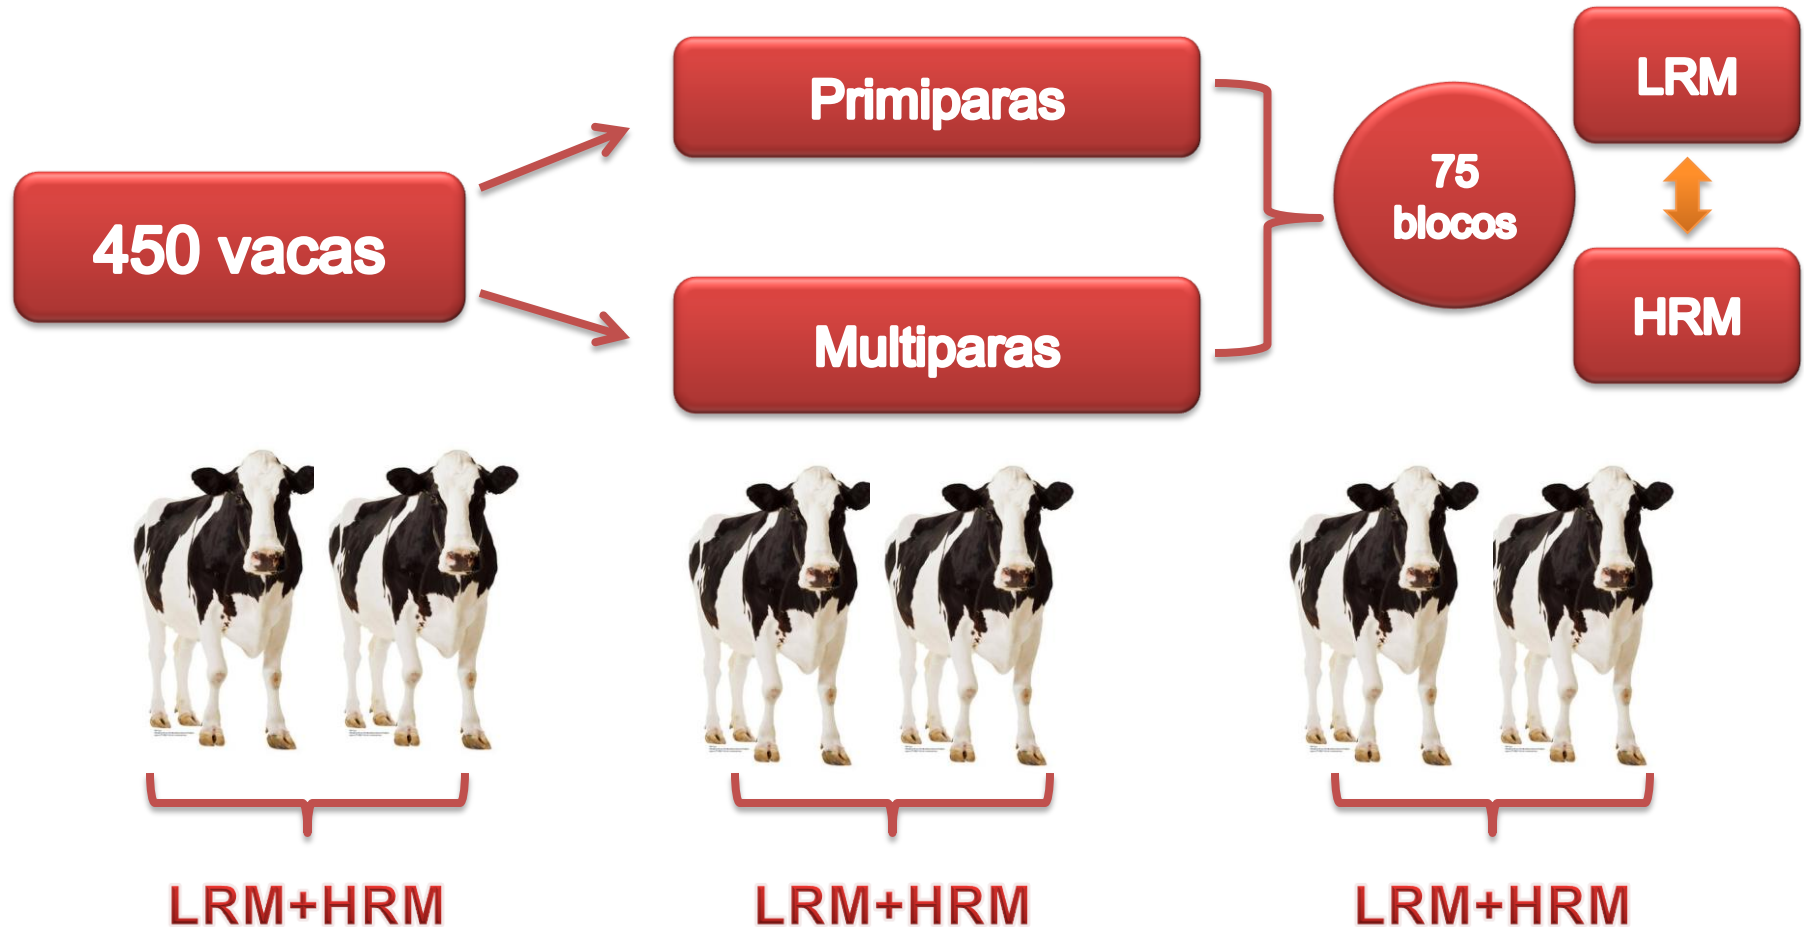 450 vacas
Primiparas
Multiparas
75
blocos
LRM
HRM
LRM+HRM
LRM+HRM
LRM+HRM